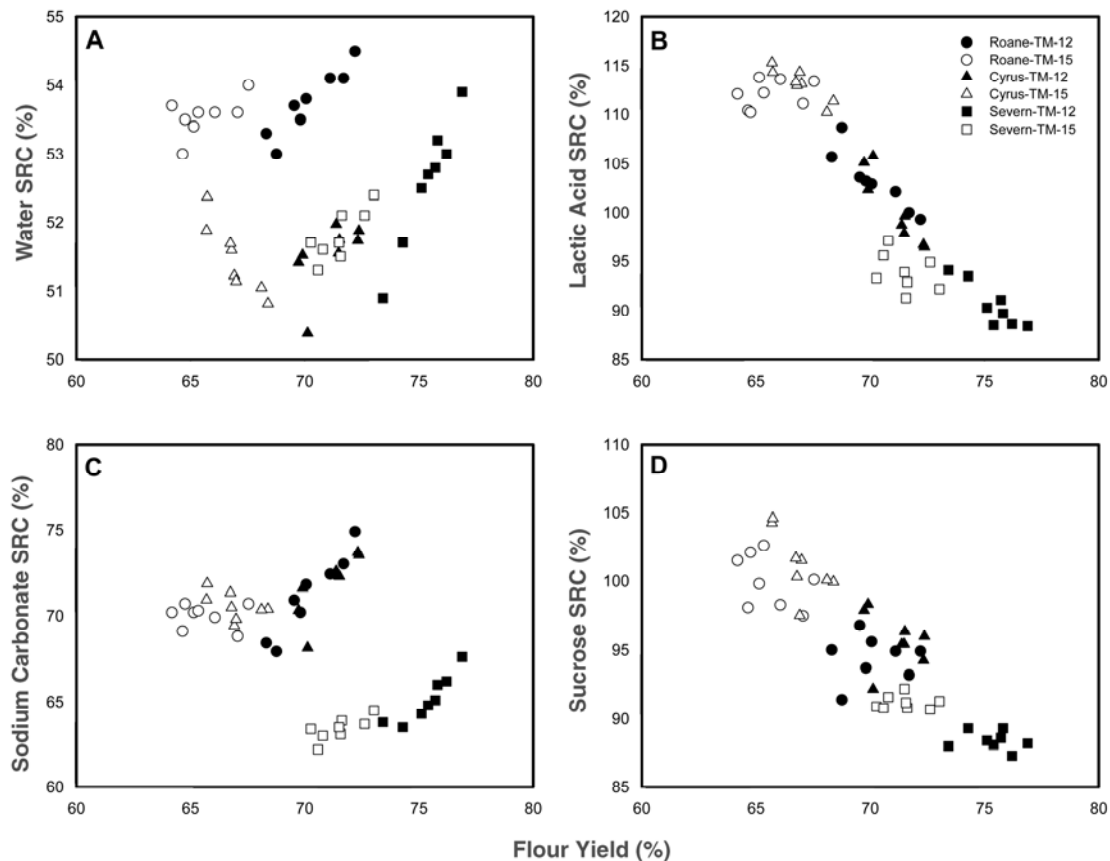 A
Water SRC (%)
55
54
53
52
51
50
60 65 70 75 80
B
Lactic Acid SRC (%)
120
115
110
105
100
95
90
85
60 65 70 75 80
Roane-TM-12
Roane-TM-15
Cyrus-TM-12
Cyrus-TM-15
Severn-TM-12
Severn-TM-15
C
Sodium Carbonate SRC (%)
80
75
70
65
60
60 65 70 75 80
D
Sucrose SRC (%)
110
105
100
95
90
85
60 65 70 75 80
Flour Yield (%)